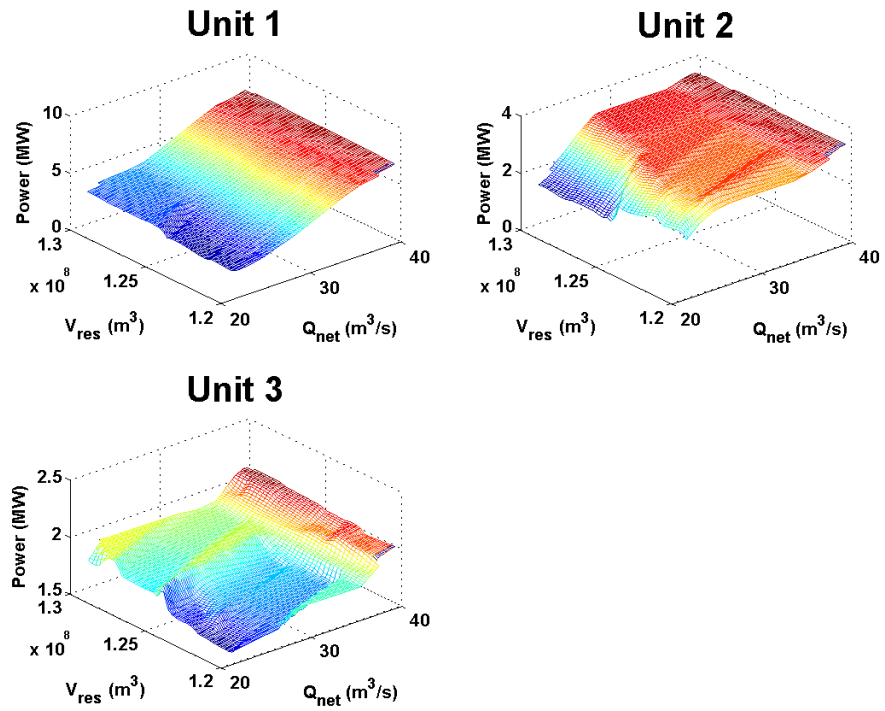 Unit 1
Power (MW)
10
5
0
1.3
1.25
1.2
x 10^8
V_res (m^3)
20
30
40
Q_net (m^3/s)
Unit 2
Power (MW)
4
2
0
1.3
1.25
1.2
x 10^8
V_res (m^3)
20
30
40
Q_net (m^3/s)
Unit 3
Power (MW)
2.5
2
1.5
1.3
1.25
1.2
x 10^8
V_res (m^3)
20
30
40
Q_net (m^3/s)